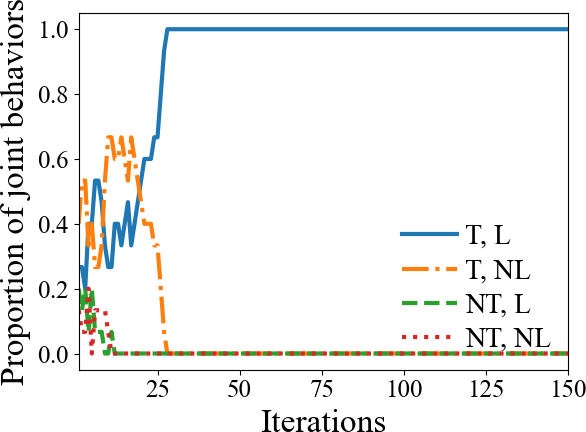 Proportion of joint behaviors
1.0
0.8
0.6
0.4
0.2
0.0
T, L
T, NL
NT, L
NT, NL
25
50
75
100
125
150
Iterations